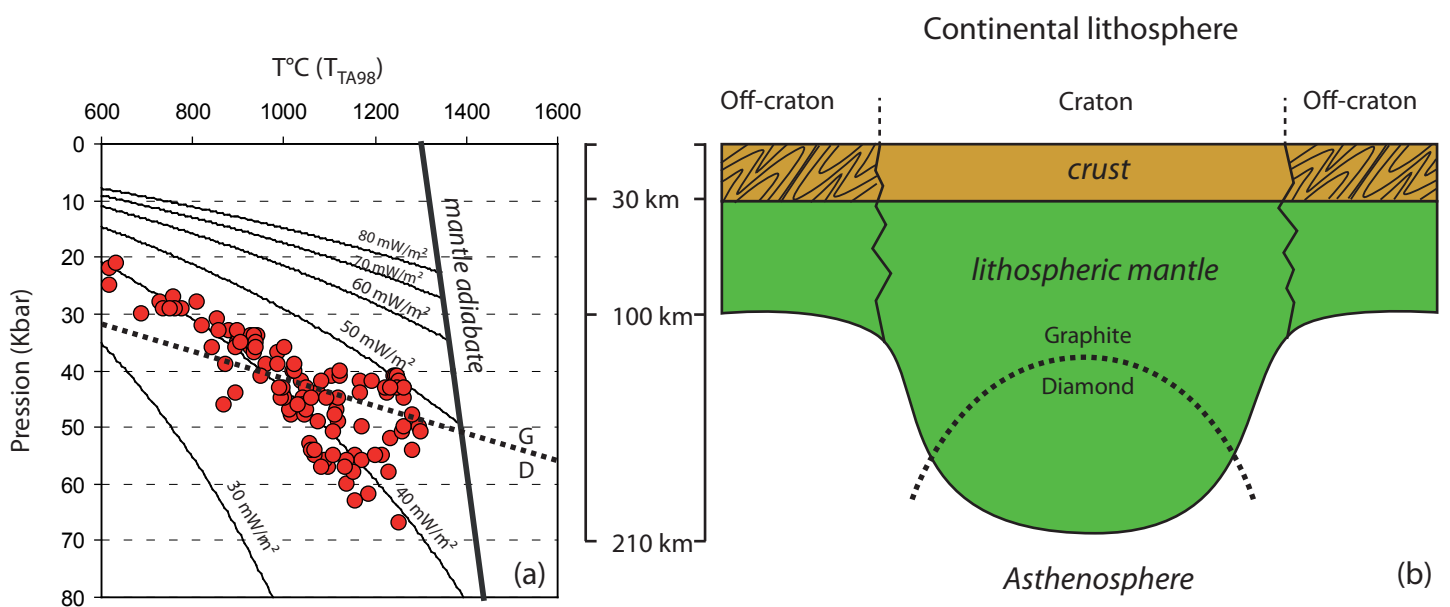 Continental lithosphere
T°C (TTA98)
600 800 1000 1200 1400 1600
Off-craton
Craton
Off-craton
0
10
20
30
40
50
60
70
80
Pression (Kbar)
80 mW/m²
70 mW/m²
60 mW/m²
50 mW/m²
40 mW/m²
30 mW/m²
mantle adiabate
G
D
(a)
30 km
100 km
210 km
crust
lithospheric mantle
Graphite
Diamond
Asthenosphere
(b)